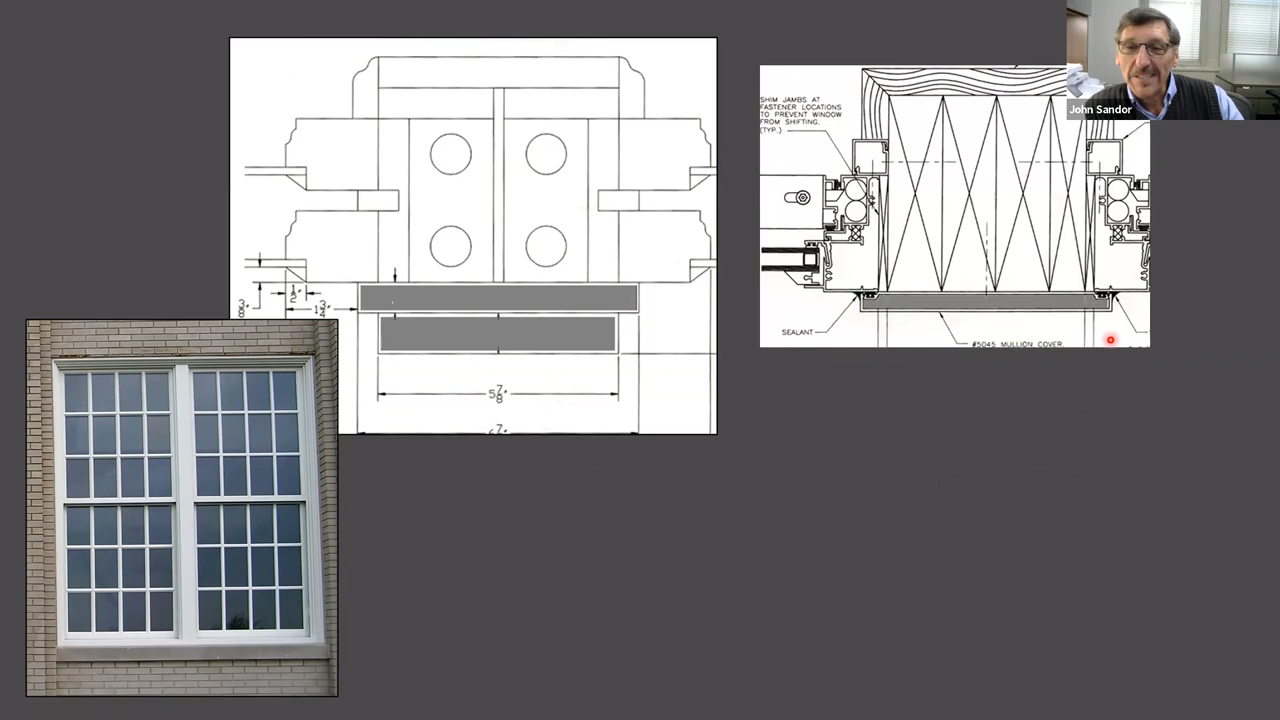 John Sandor
SHIM JAMBS AT
FASTENER LOCATIONS
TO PREVENT WINDOW
FROM SHIFTING.
(TYP.)
SEALANT
#5045 MULLION COVER
3/8"
1/2"
1 3/4"
5 7/8"